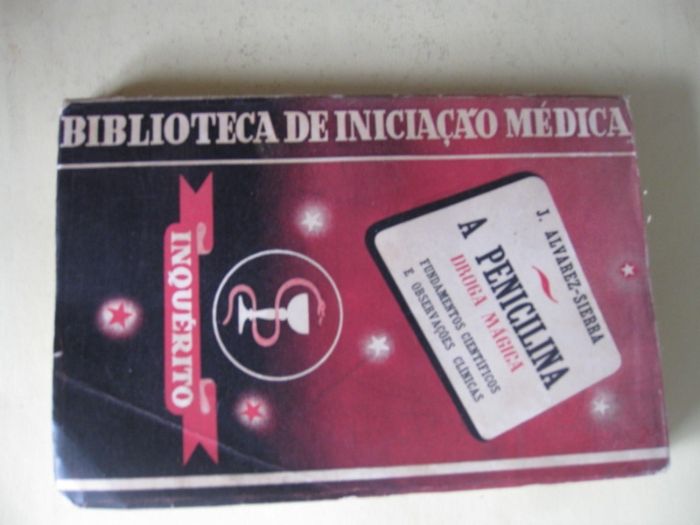 BIBLIOTECA DE INICIAÇÃO MÉDICA
J. ALVAREZ-SIERRA
A PENICILINA
DROGA MÁGICA
FUNDAMENTOS CIENTÍFICOS
E OBSERVAÇÕES CLÍNICAS
INQUÉRITO